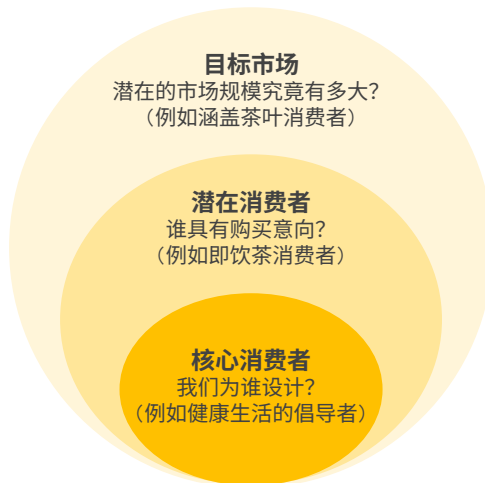 目标市场
潜在的市场规模究竟有多大？
（例如涵盖茶叶消费者）
潜在消费者
谁具有购买意向？
（例如即饮茶消费者）
核心消费者
我们为谁设计？
（例如健康生活的倡导者）